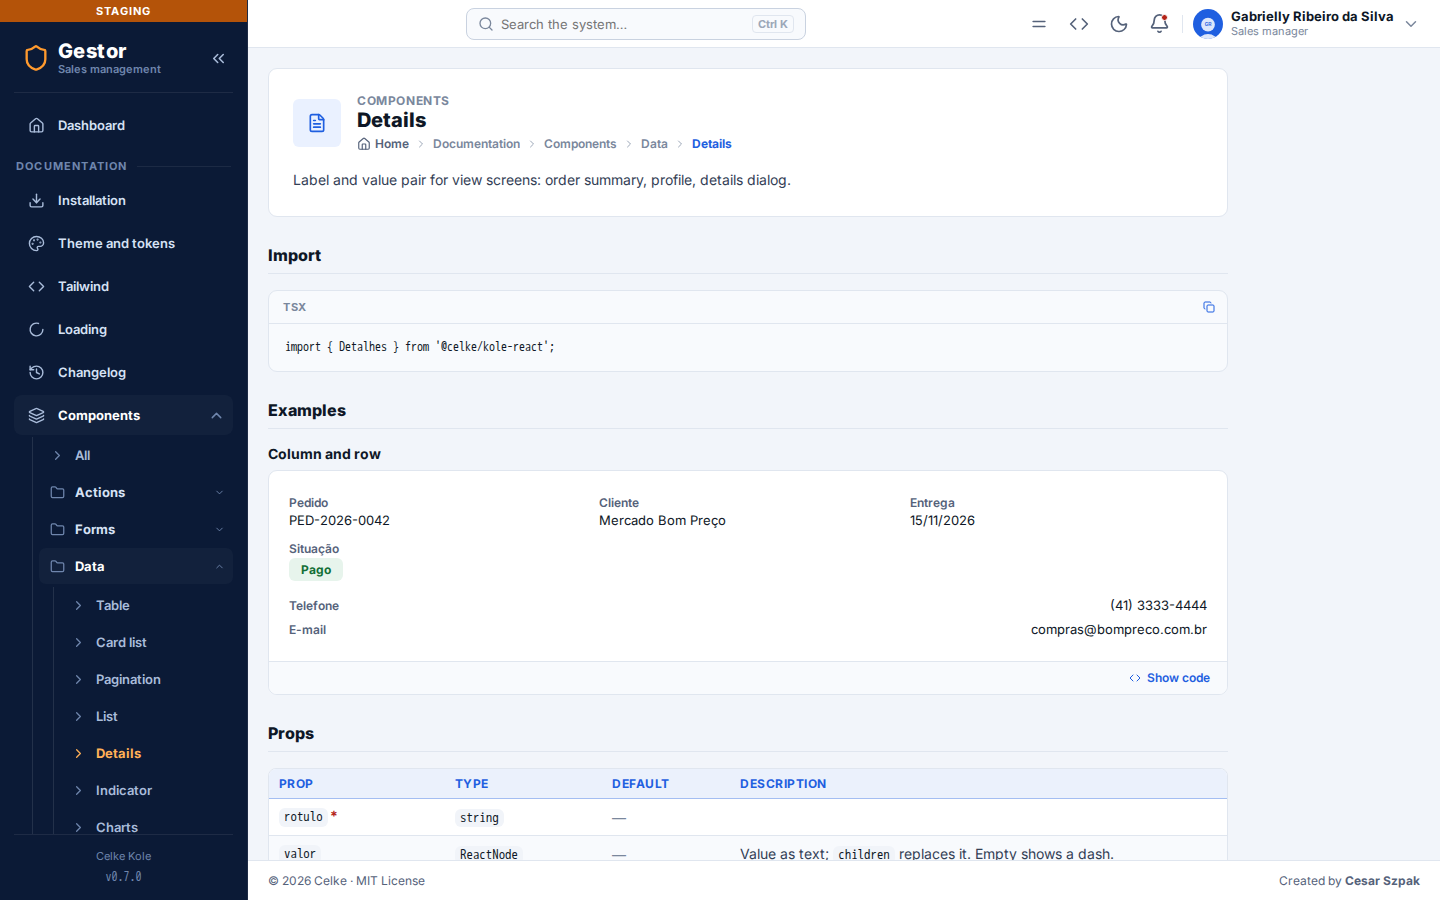 STAGING
Gestor
Sales management
Dashboard
DOCUMENTATION
Installation
Theme and tokens
Tailwind
Loading
Changelog
Components
All
Actions
Forms
Data
Table
Card list
Pagination
List
Details
Indicator
Charts
Celke Kole
v0.7.0
Search the system...
Ctrl K
GR
Gabrielly Ribeiro da Silva
Sales manager
COMPONENTS
Details
Home
Documentation
Components
Data
Details
Label and value pair for view screens: order summary, profile, details dialog.
Import
TSX
import { Detalhes } from '@celke/kole-react';
Examples
Column and row
Pedido
PED-2026-0042
Cliente
Mercado Bom Preço
Entrega
15/11/2026
Situação
Pago
Telefone
(41) 3333-4444
E-mail
compras@bompreco.com.br
Show code
Props
PROP TYPE DEFAULT DESCRIPTION
rotulo * string —
valor ReactNode — Value as text; children replaces it. Empty shows a dash.
© 2026 Celke · MIT License
Created by Cesar Szpak